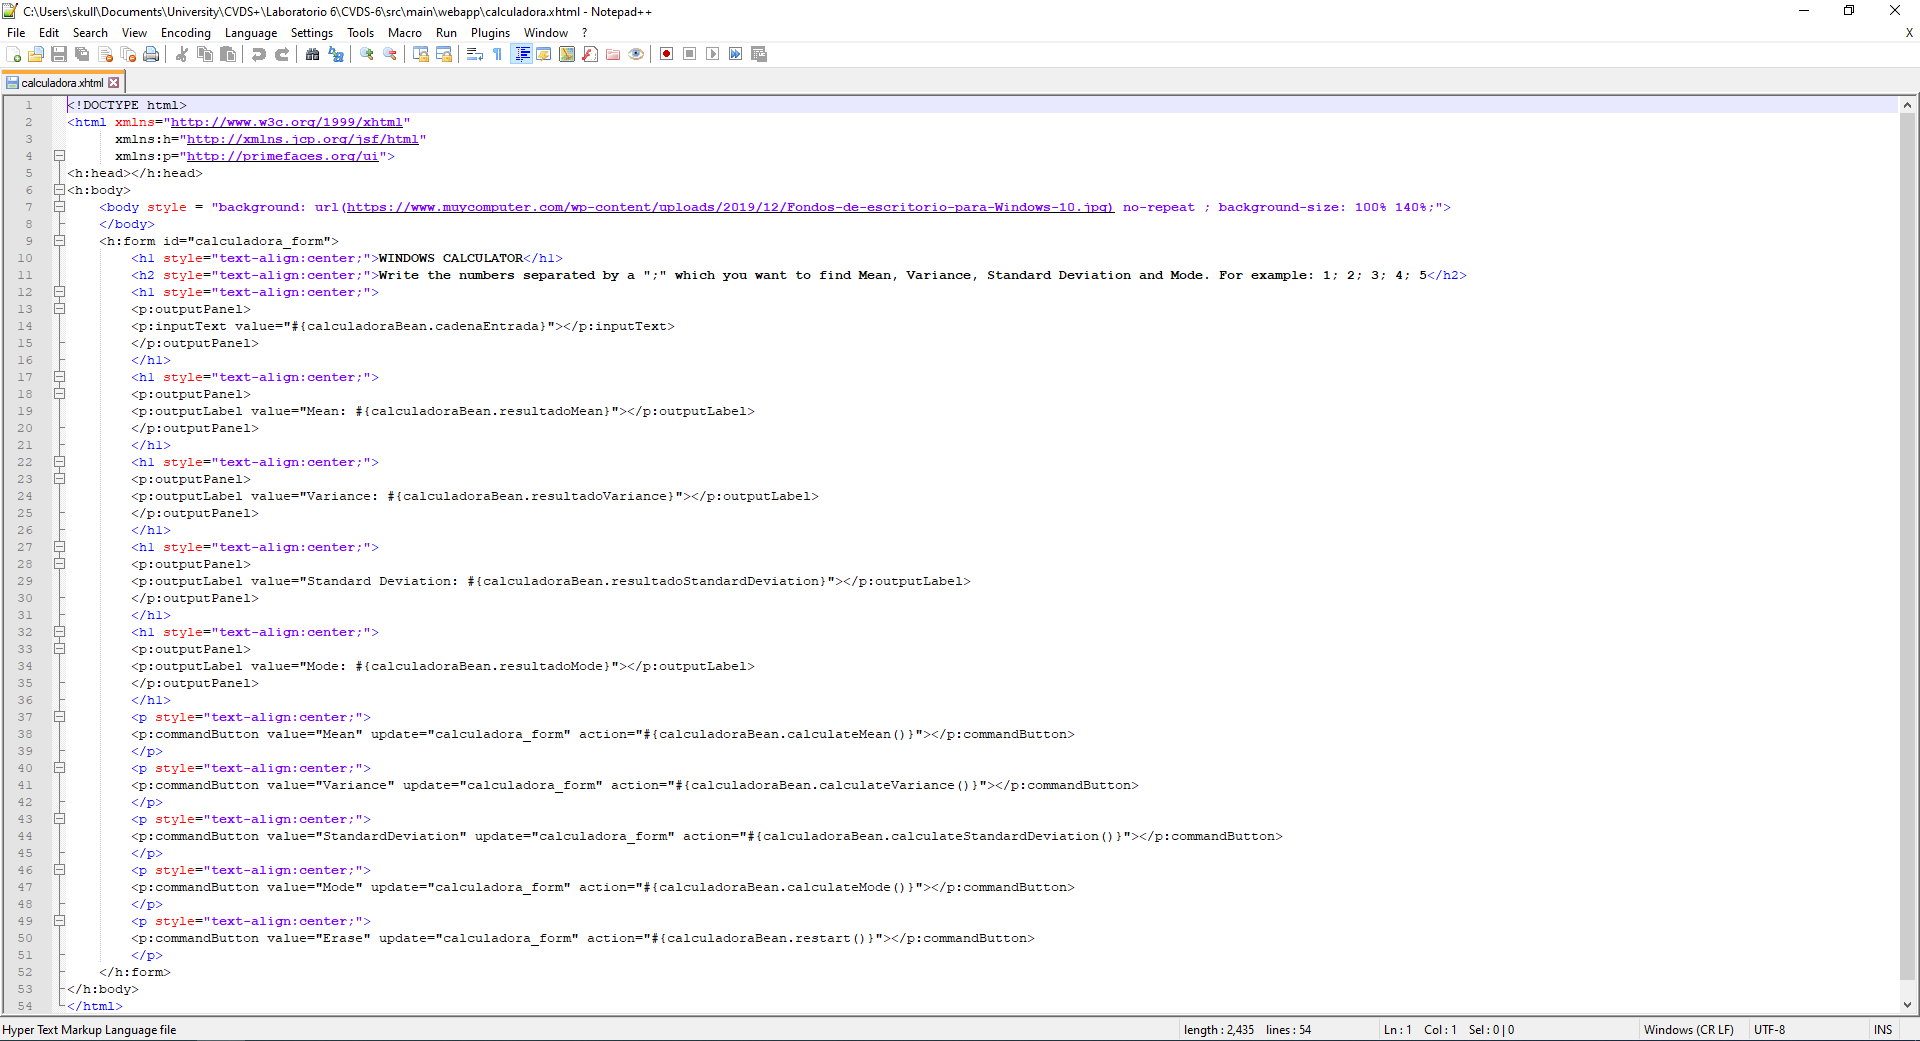 C:\Users\skull\Documents\University\CVDS+\Laboratorio 6\CVDS-6\src\main\webapp\calculadora.xhtml - Notepad++
File Edit Search View Encoding Language Settings Tools Macro Run Plugins Window ? X
calculadora.xhtml
1 <!DOCTYPE html>
2 <html xmlns="http://www.w3c.org/1999/xhtml"
3 xmlns:h="http://xmlns.jcp.org/jsf/html"
4 xmlns:p="http://primefaces.org/ui">
5 <h:head></h:head>
6 <h:body>
7 <body style = "background: url(https://www.muycomputer.com/wp-content/uploads/2019/12/Fondos-de-escritorio-para-Windows-10.jpg) no-repeat ; background-size: 100% 140%;">
8 </body>
9 <h:form id="calculadora_form">
10 <h1 style="text-align:center;">WINDOWS CALCULATOR</h1>
11 <h2 style="text-align:center;">Write the numbers separated by a ";" which you want to find Mean, Variance, Standard Deviation and Mode. For example: 1; 2; 3; 4; 5</h2>
12 <h1 style="text-align:center;">
13 <p:outputPanel>
14 <p:inputText value="#{calculadoraBean.cadenaEntrada}"></p:inputText>
15 </p:outputPanel>
16 </h1>
17 <h1 style="text-align:center;">
18 <p:outputPanel>
19 <p:outputLabel value="Mean: #{calculadoraBean.resultadoMean}"></p:outputLabel>
20 </p:outputPanel>
21 </h1>
22 <h1 style="text-align:center;">
23 <p:outputPanel>
24 <p:outputLabel value="Variance: #{calculadoraBean.resultadoVariance}"></p:outputLabel>
25 </p:outputPanel>
26 </h1>
27 <h1 style="text-align:center;">
28 <p:outputPanel>
29 <p:outputLabel value="Standard Deviation: #{calculadoraBean.resultadoStandardDeviation}"></p:outputLabel>
30 </p:outputPanel>
31 </h1>
32 <h1 style="text-align:center;">
33 <p:outputPanel>
34 <p:outputLabel value="Mode: #{calculadoraBean.resultadoMode}"></p:outputLabel>
35 </p:outputPanel>
36 </h1>
37 <p style="text-align:center;">
38 <p:commandButton value="Mean" update="calculadora_form" action="#{calculadoraBean.calculateMean()}"></p:commandButton>
39 </p>
40 <p style="text-align:center;">
41 <p:commandButton value="Variance" update="calculadora_form" action="#{calculadoraBean.calculateVariance()}"></p:commandButton>
42 </p>
43 <p style="text-align:center;">
44 <p:commandButton value="StandardDeviation" update="calculadora_form" action="#{calculadoraBean.calculateStandardDeviation()}"></p:commandButton>
45 </p>
46 <p style="text-align:center;">
47 <p:commandButton value="Mode" update="calculadora_form" action="#{calculadoraBean.calculateMode()}"></p:commandButton>
48 </p>
49 <p style="text-align:center;">
50 <p:commandButton value="Erase" update="calculadora_form" action="#{calculadoraBean.restart()}"></p:commandButton>
51 </p>
52 </h:form>
53 </h:body>
54 </html>
Hyper Text Markup Language file length : 2,435 lines : 54 Ln : 1 Col : 1 Sel : 0 | 0 Windows (CR LF) UTF-8 INS